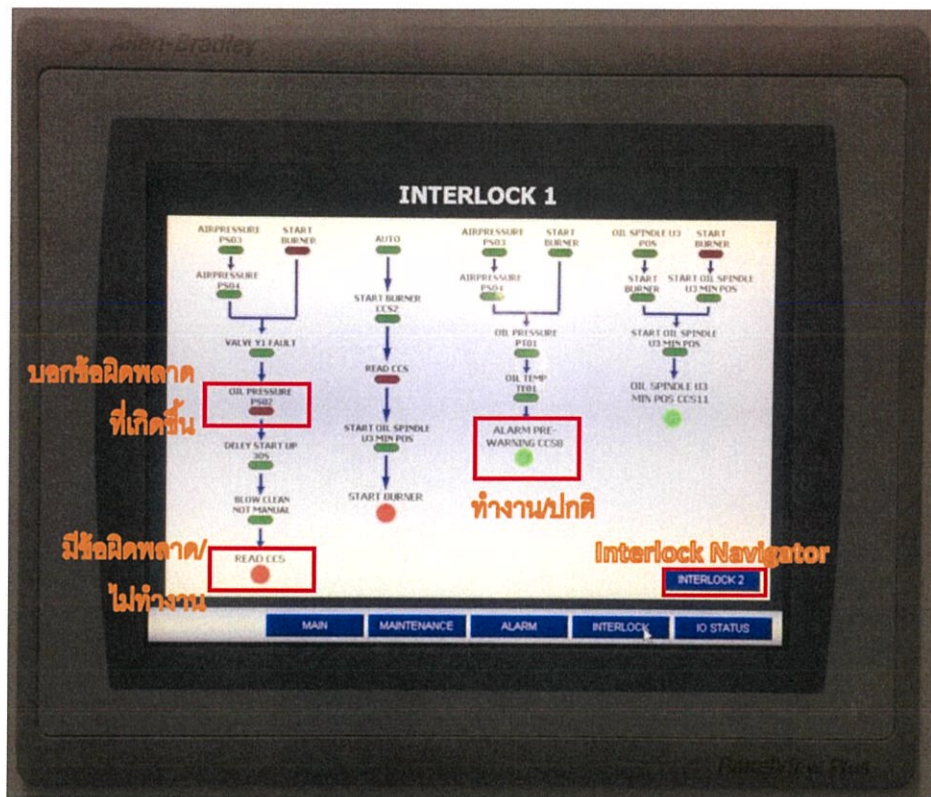 Allen-Bradley
INTERLOCK 1
AIRPRESSURE
PS03
START
BURNER
AIRPRESSURE
PS04
VALVE Y1 FAULT
OIL PRESSURE
PS02
DELEY START UP
30S
BLOW CLEAN
NOT MANUAL
READ CCS
AUTO
START BURNER
CCS2
READ CCS
START OIL SPINDLE
U3 MIN POS
START BURNER
AIRPRESSURE
PS03
START
BURNER
AIRPRESSURE
PS04
OIL PRESSURE
PT01
OIL TEMP
TE01
ALARM PRE-
WARNING CCS8
OIL SPINDLE U3
POS
START
BURNER
START
BURNER
START OIL SPINDLE
U3 MIN POS
START OIL SPINDLE
U3 MIN POS
OIL SPINDLE U3
MIN POS CCS11
บอกข้อผิดพลาด
ที่เกิดขึ้น
มีข้อผิดพลาด/
ไม่ทำงาน
ทำงาน/ปกติ
Interlock Navigator
INTERLOCK 2
MAIN
MAINTENANCE
ALARM
INTERLOCK
IO STATUS
PanelView Plus